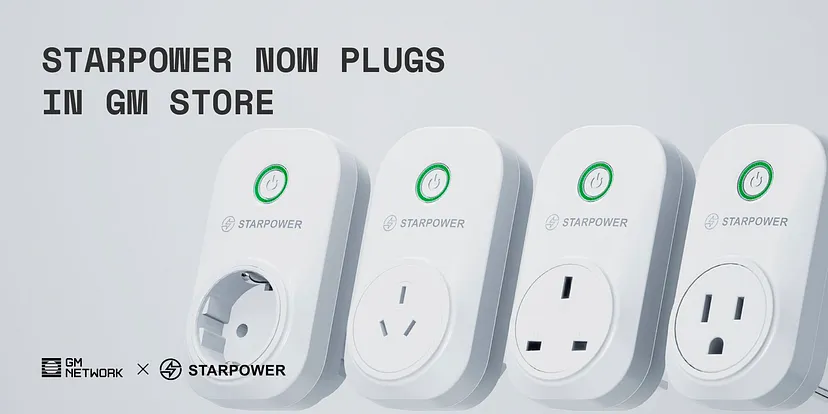 STARPOWER NOW PLUGS
IN GM STORE
STARPOWER
STARPOWER
STARPOWER
STARPOWER
GM
NETWORK × STARPOWER